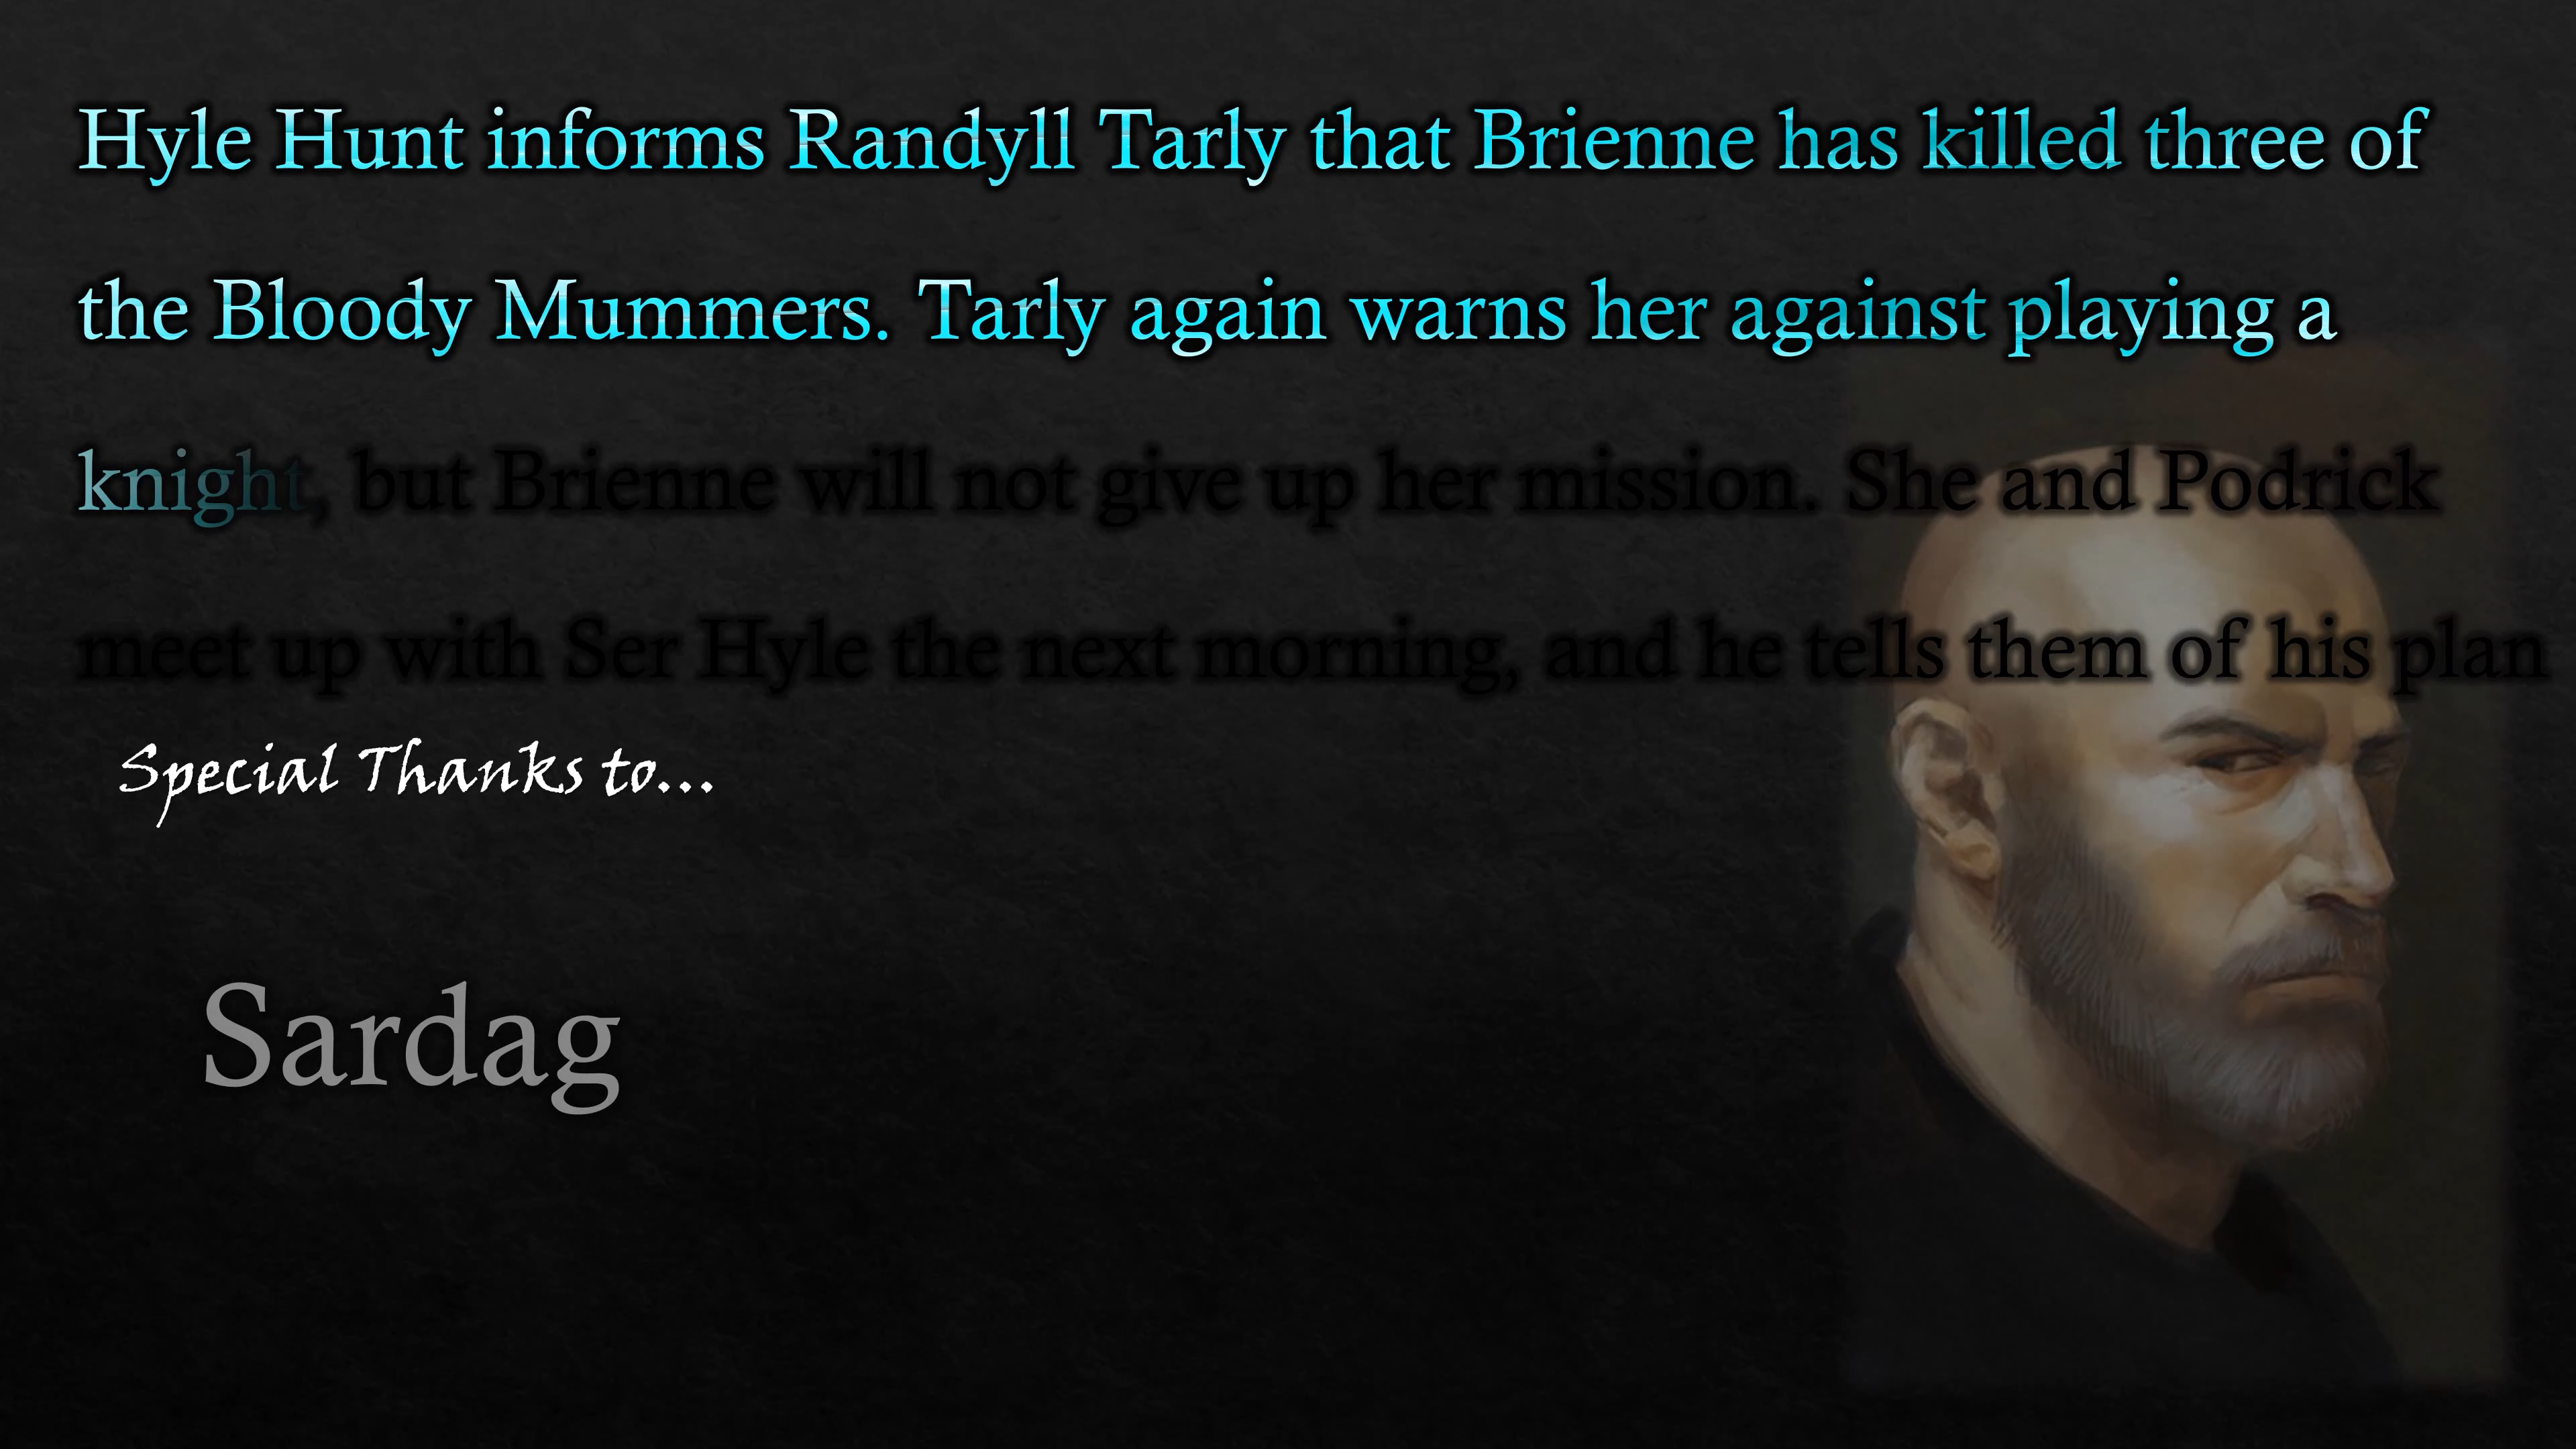 Hyle Hunt informs Randyll Tarly that Brienne has killed three of
the Bloody Mummers. Tarly again warns her against playing a
knight, but Brienne will not give up her mission. She and Podrick
meet up with Ser Hyle the next morning, and he tells them of his plan
Special Thanks to...
Sardag